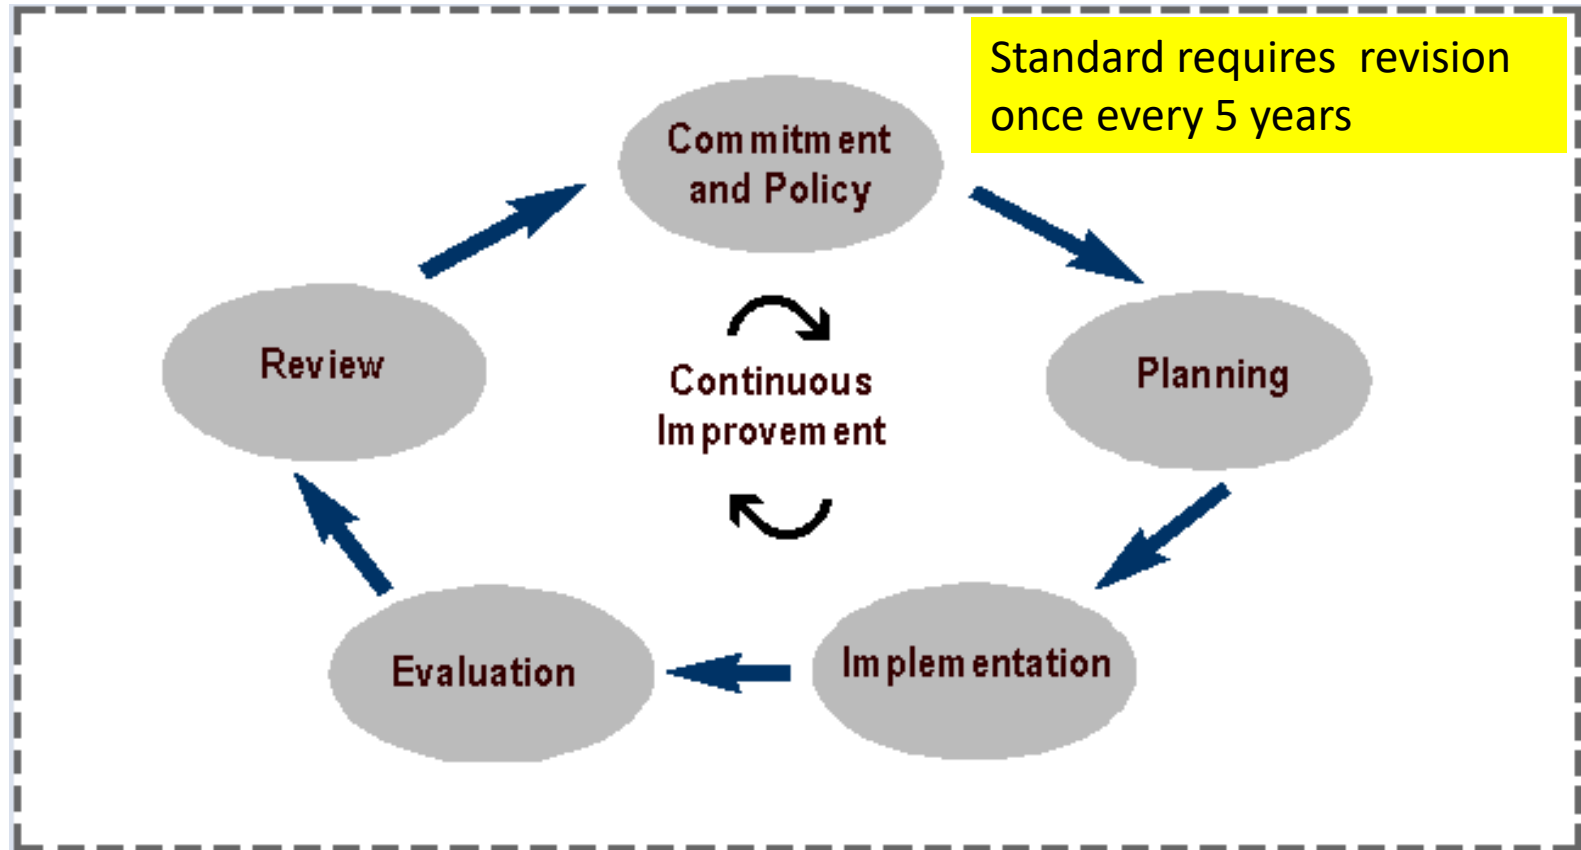 Standard requires revision
once every 5 years
Commitment
and Policy
Review
Continuous
Improvement
Planning
Evaluation
Implementation